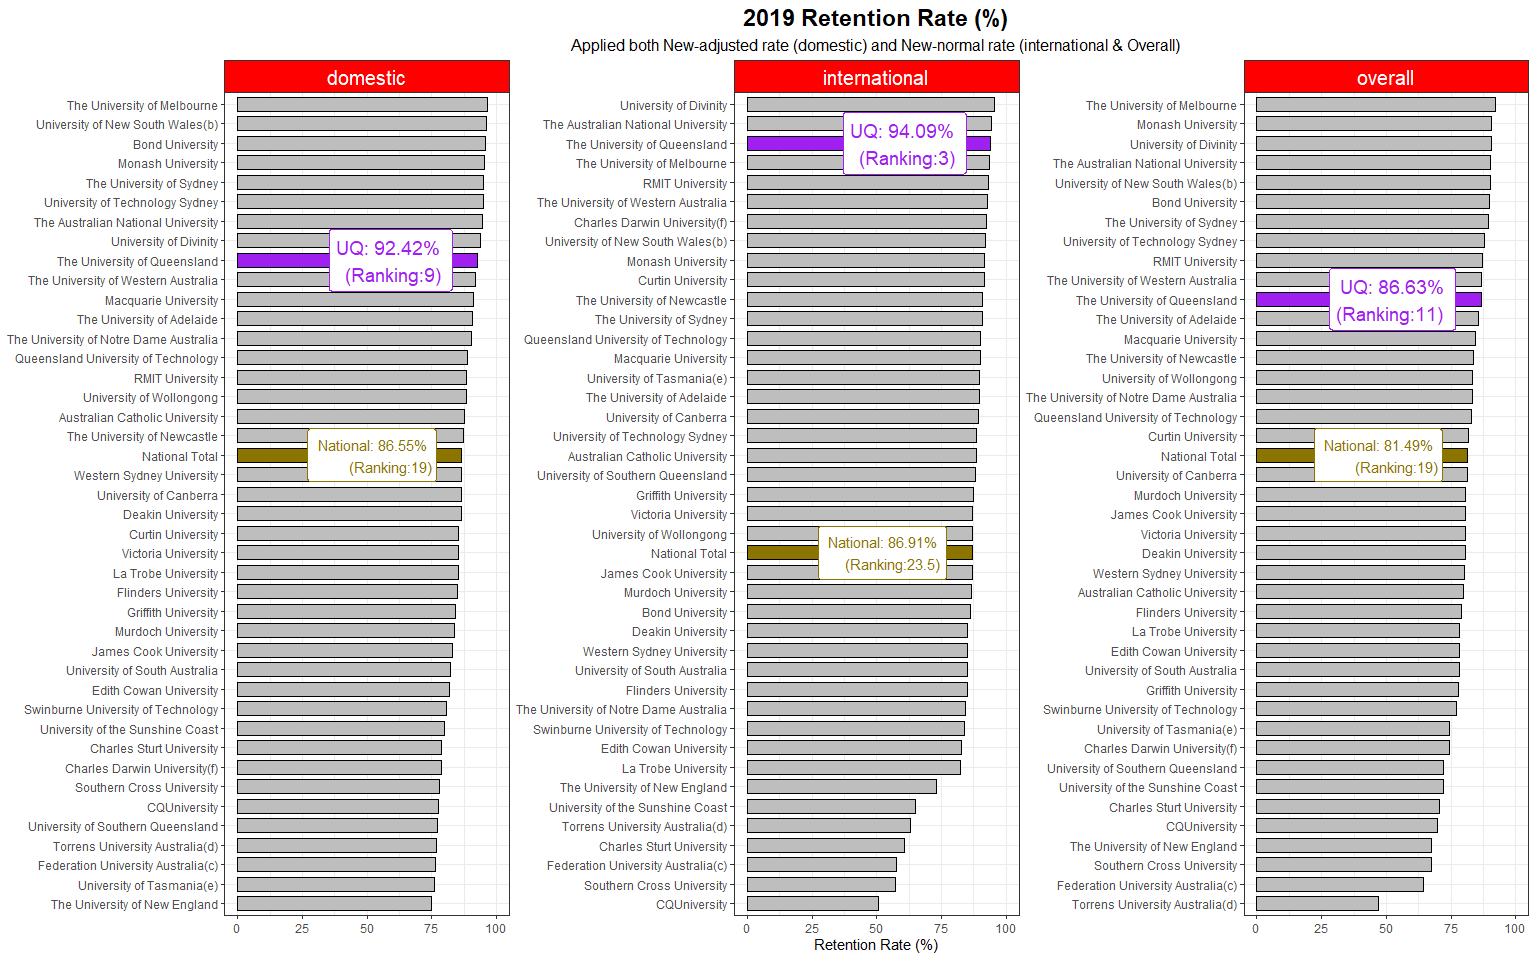 2019 Retention Rate (%)
Applied both New-adjusted rate (domestic) and New-normal rate (international & Overall)
domestic
The University of Melbourne
University of New South Wales(b)
Bond University
Monash University
The University of Sydney
University of Technology Sydney
The Australian National University
University of Divinity
The University of Queensland
The University of Western Australia
Macquarie University
The University of Adelaide
The University of Notre Dame Australia
Queensland University of Technology
RMIT University
University of Wollongong
Australian Catholic University
The University of Newcastle
National Total
Western Sydney University
University of Canberra
Deakin University
Curtin University
Victoria University
La Trobe University
Flinders University
Griffith University
Murdoch University
James Cook University
University of South Australia
Edith Cowan University
Swinburne University of Technology
University of the Sunshine Coast
Charles Sturt University
Charles Darwin University(f)
Southern Cross University
CQUniversity
University of Southern Queensland
Torrens University Australia(d)
Federation University Australia(c)
University of Tasmania(e)
The University of New England
UQ: 92.42%
(Ranking:9)
National: 86.55%
(Ranking:19)
0 25 50 75 100
international
University of Divinity
The Australian National University
The University of Queensland
The University of Melbourne
RMIT University
The University of Western Australia
Charles Darwin University(f)
University of New South Wales(b)
Monash University
Curtin University
The University of Newcastle
The University of Sydney
Queensland University of Technology
Macquarie University
University of Tasmania(e)
The University of Adelaide
University of Canberra
University of Technology Sydney
Australian Catholic University
University of Southern Queensland
Griffith University
Victoria University
University of Wollongong
National Total
James Cook University
Murdoch University
Bond University
Deakin University
Western Sydney University
University of South Australia
Flinders University
The University of Notre Dame Australia
Swinburne University of Technology
Edith Cowan University
La Trobe University
The University of New England
University of the Sunshine Coast
Torrens University Australia(d)
Charles Sturt University
Federation University Australia(c)
Southern Cross University
CQUniversity
UQ: 94.09%
(Ranking:3)
National: 86.91%
(Ranking:23.5)
0 25 50 75 100
overall
The University of Melbourne
Monash University
University of Divinity
The Australian National University
University of New South Wales(b)
Bond University
The University of Sydney
University of Technology Sydney
RMIT University
The University of Western Australia
The University of Queensland
The University of Adelaide
Macquarie University
The University of Newcastle
University of Wollongong
The University of Notre Dame Australia
Queensland University of Technology
Curtin University
National Total
University of Canberra
Murdoch University
James Cook University
Victoria University
Deakin University
Western Sydney University
Australian Catholic University
Flinders University
La Trobe University
Edith Cowan University
University of South Australia
Griffith University
Swinburne University of Technology
University of Tasmania(e)
Charles Darwin University(f)
University of Southern Queensland
University of the Sunshine Coast
Charles Sturt University
CQUniversity
The University of New England
Southern Cross University
Federation University Australia(c)
Torrens University Australia(d)
UQ: 86.63%
(Ranking:11)
National: 81.49%
(Ranking:19)
0 25 50 75 100
Retention Rate (%)